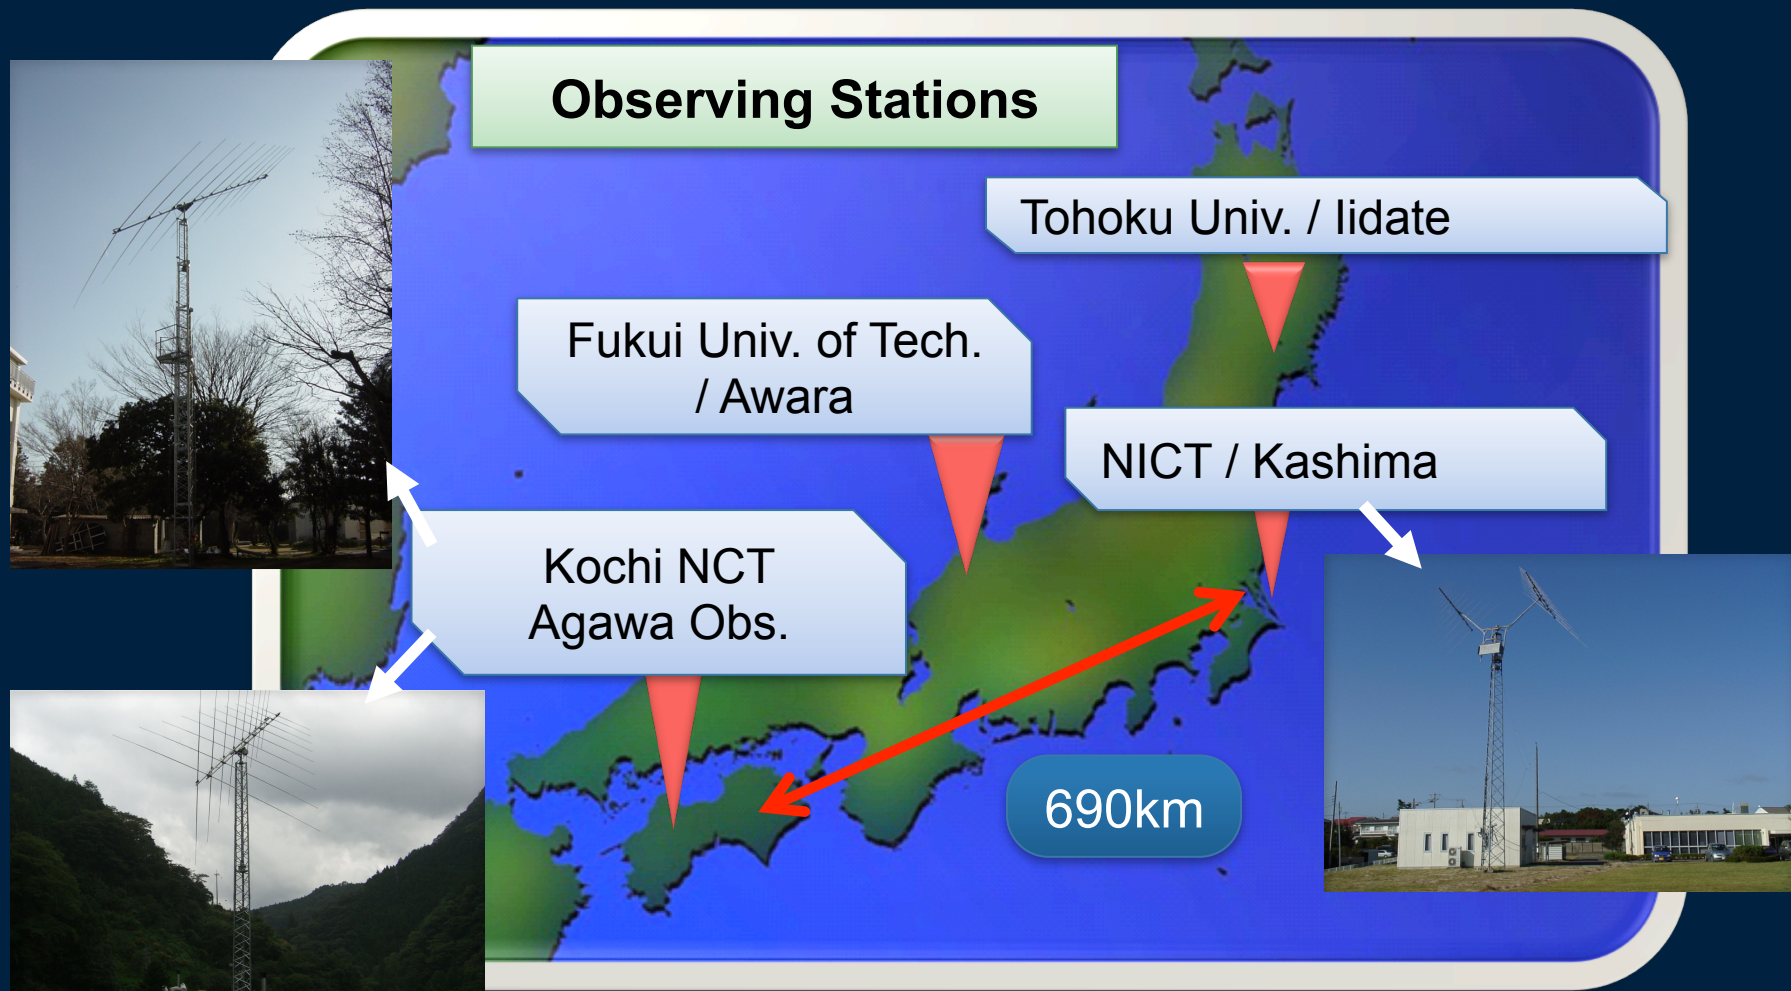 Observing Stations
Tohoku Univ. / Iidate
Fukui Univ. of Tech.
/ Awara
NICT / Kashima
Kochi NCT
Agawa Obs.
690km